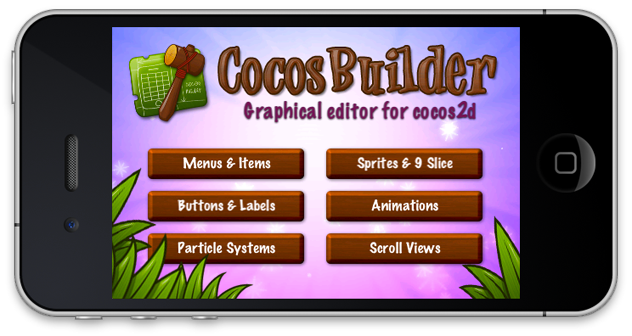 CocosBuilder
Graphical editor for cocos2d
Menus & Items
Sprites & 9 Slice
Buttons & Labels
Animations
Particle Systems
Scroll Views